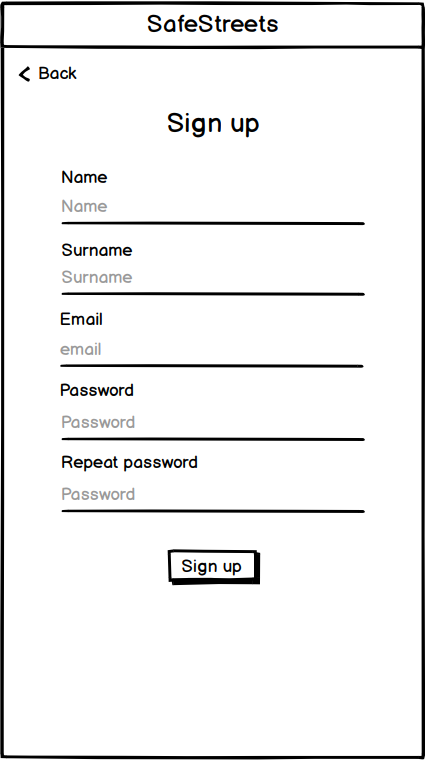 SafeStreets
Back
Sign up
Name
Name
Surname
Surname
Email
email
Password
Password
Repeat password
Password
Sign up